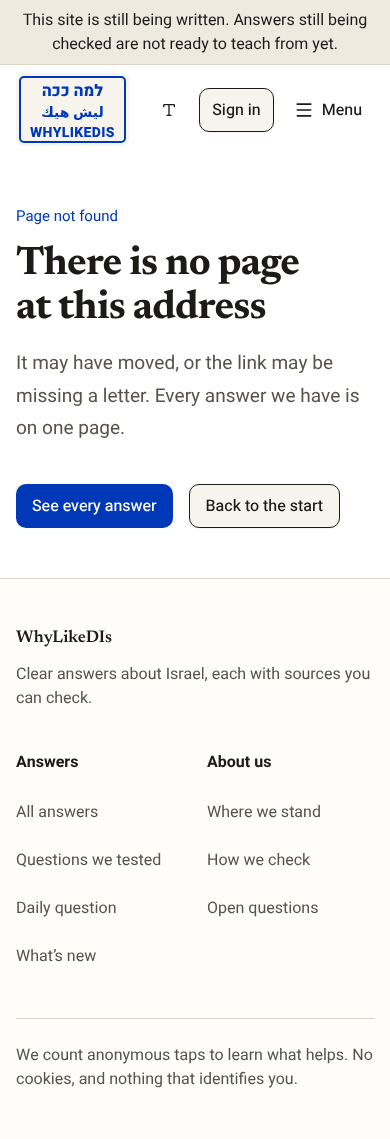 This site is still being written. Answers still being
checked are not ready to teach from yet.
למה ככה
ليش هيك
WHYLIKEDIS
T
Sign in
Menu
Page not found
There is no page
at this address
It may have moved, or the link may be
missing a letter. Every answer we have is
on one page.
See every answer
Back to the start
WhyLikeDIs
Clear answers about Israel, each with sources you
can check.
Answers
About us
All answers
Where we stand
Questions we tested
How we check
Daily question
Open questions
What’s new
We count anonymous taps to learn what helps. No
cookies, and nothing that identifies you.